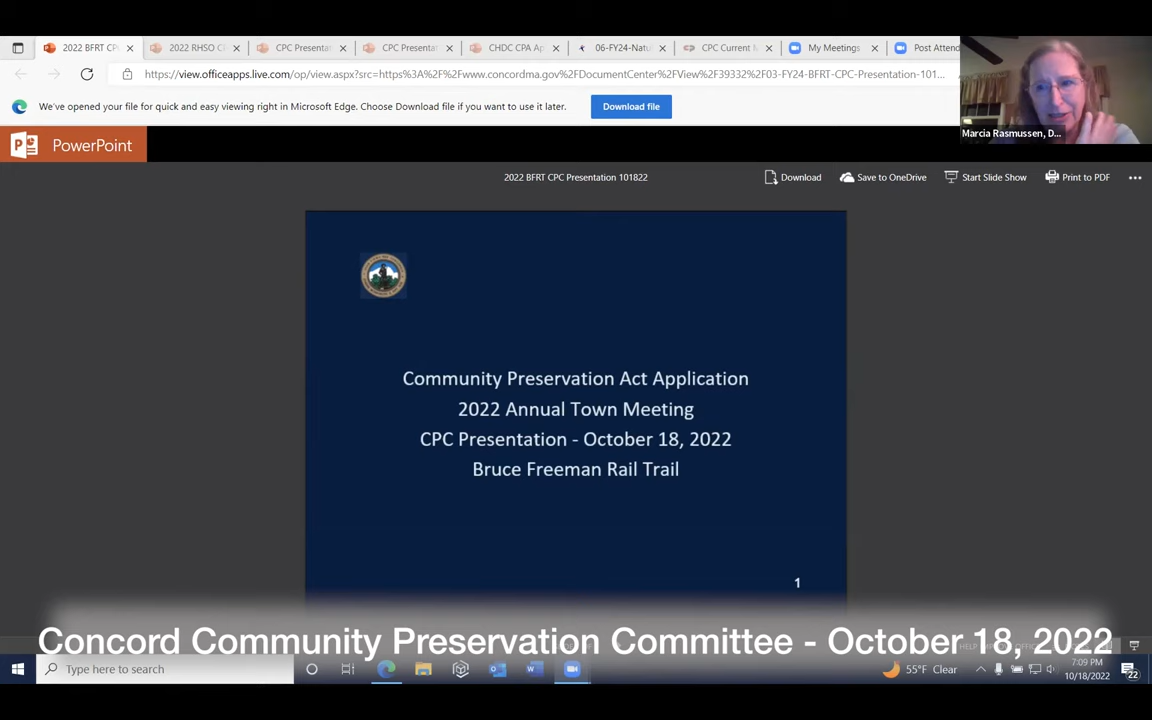 2022 BFRT CP
2022 RHSO C
CPC Presentat
CPC Presentat
CHDC CPA Ap
06-FY24-Natu
CPC Current M
My Meetings
Post Attend
https://view.officeapps.live.com/op/view.aspx?src=https%3A%2F%2Fwww.concordma.gov%2FDocumentCenter%2FView%2F39332%2F03-FY24-BFRT-CPC-Presentation-101...
We've opened your file for quick and easy viewing right in Microsoft Edge. Choose Download file if you want to use it later.
Download file
Marcia Rasmussen, D...
PowerPoint
2022 BFRT CPC Presentation 101822
Download
Save to OneDrive
Start Slide Show
Print to PDF
Community Preservation Act Application
2022 Annual Town Meeting
CPC Presentation - October 18, 2022
Bruce Freeman Rail Trail
1
Concord Community Preservation Committee - October 18, 2022
Type here to search
55°F Clear
7:09 PM
10/18/2022
22